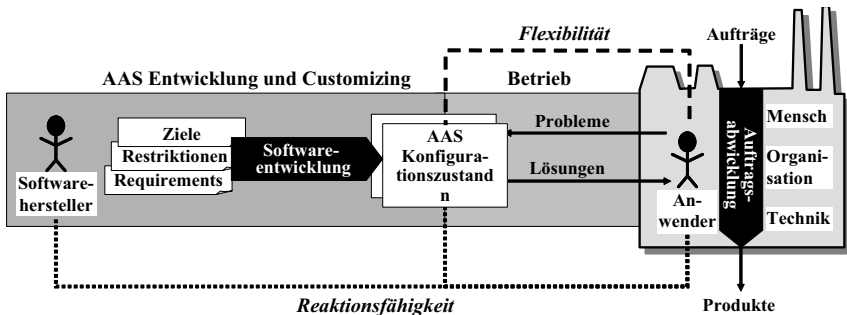 Flexibilität
Aufträge
AAS Entwicklung und Customizing
Betrieb
Ziele
Restriktionen
Requirements
Software-
hersteller
Software-
entwicklung
AAS
Konfigura-
tionszustand
n
Probleme
Lösungen
An-
wender
Auftrags-
abwicklung
Mensch
Organi-
sation
Technik
Reaktionsfähigkeit
Produkte